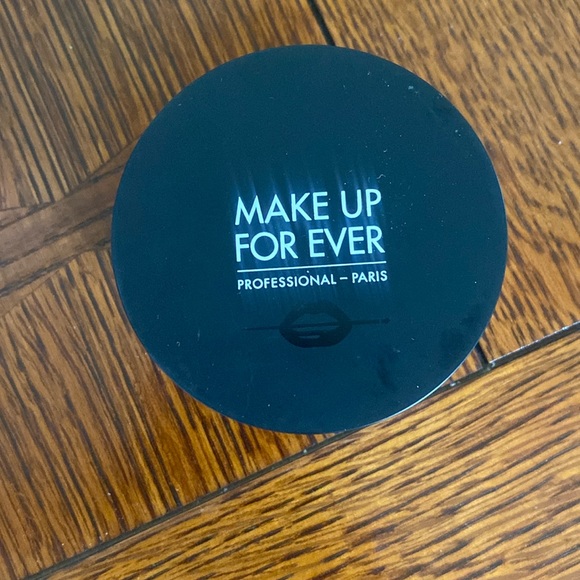 MAKE UP
FOR EVER
PROFESSIONAL – PARIS